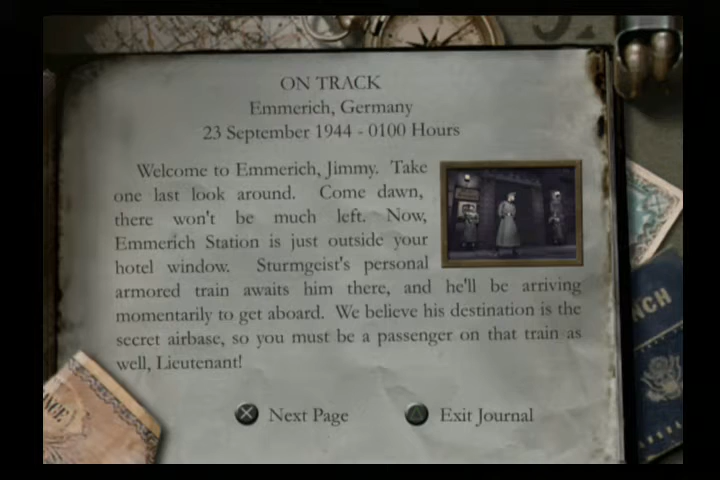 ON TRACK
Emmerich, Germany
23 September 1944 - 0100 Hours
Welcome to Emmerich, Jimmy. Take
one last look around. Come dawn,
there won't be much left. Now,
Emmerich Station is just outside your
hotel window. Sturmgeist's personal
armored train awaits him there, and he'll be arriving
momentarily to get aboard. We believe his destination is the
secret airbase, so you must be a passenger on that train as
well, Lieutenant!
Next Page
Exit Journal